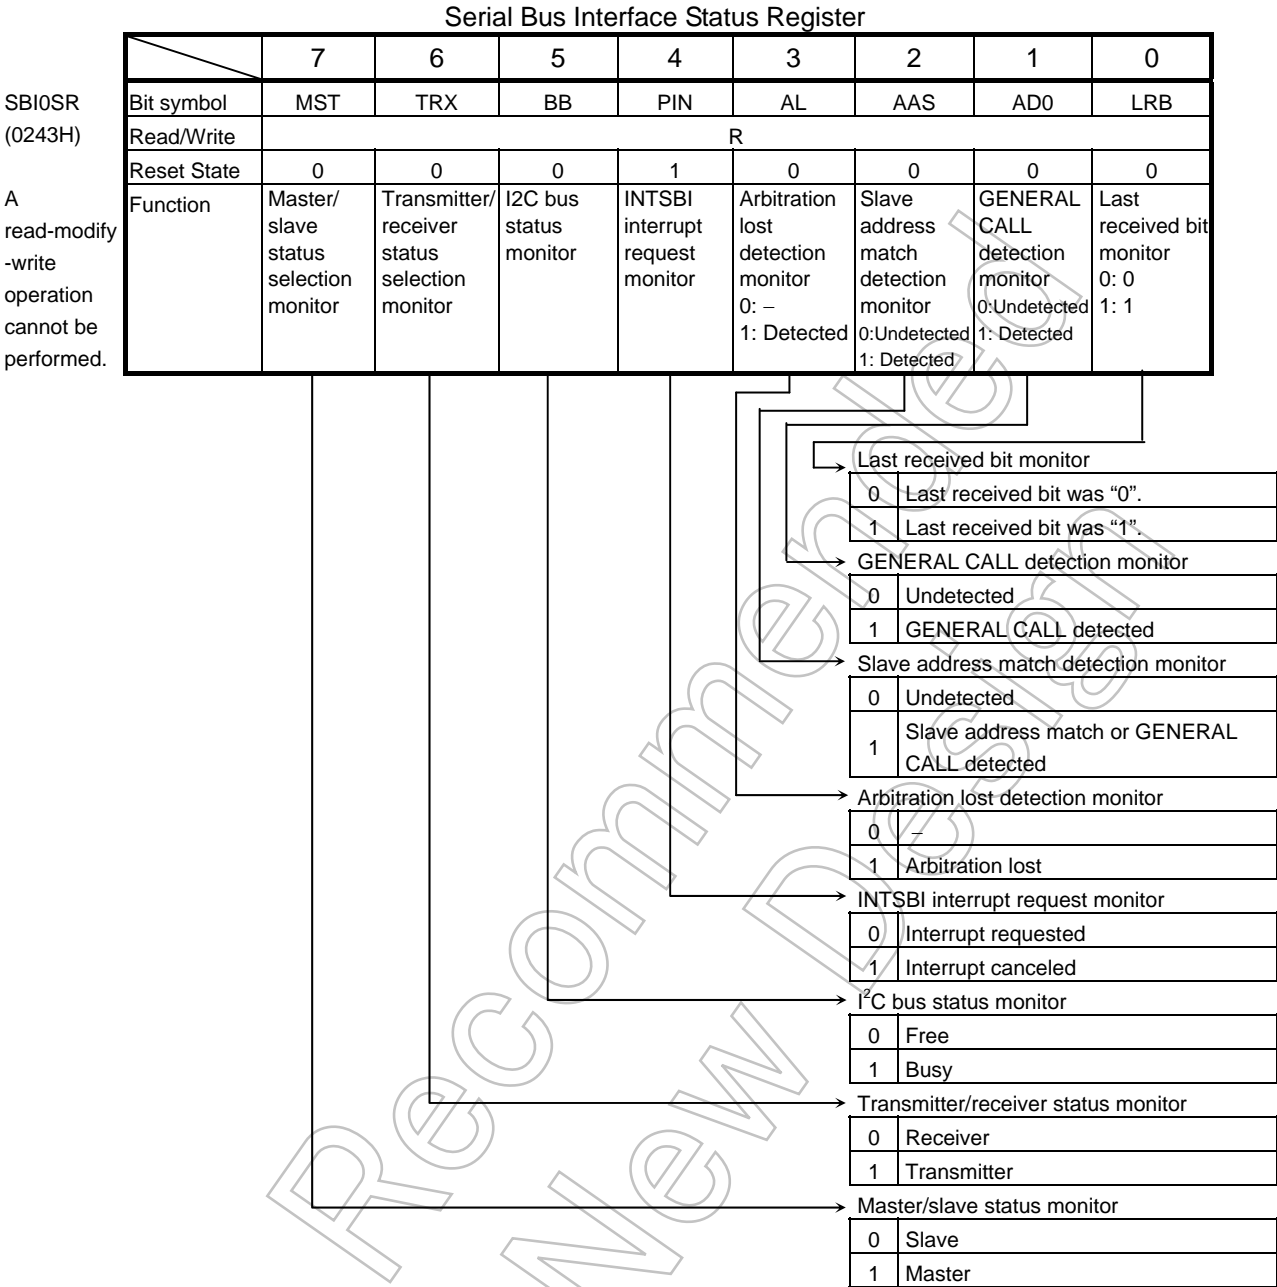 Serial Bus Interface Status Register
7 6 5 4 3 2 1 0
SBI0SR
(0243H)
A
read-modify
-write
operation
cannot be
performed.
Bit symbol MST TRX BB PIN AL AAS AD0 LRB
Read/Write R
Reset State 0 0 0 1 0 0 0 0
Function
Master/
slave
status
selection
monitor
Transmitter/
receiver
status
selection
monitor
I2C bus
status
monitor
INTSBI
interrupt
request
monitor
Arbitration
lost
detection
monitor
0: −
1: Detected
Slave
address
match
detection
monitor
0:Undetected
1: Detected
GENERAL
CALL
detection
monitor
0:Undetected
1: Detected
Last
received bit
monitor
0: 0
1: 1
Last received bit monitor
0 Last received bit was “0”.
1 Last received bit was “1”.
GENERAL CALL detection monitor
0 Undetected
1 GENERAL CALL detected
Slave address match detection monitor
0 Undetected
1 Slave address match or GENERAL
CALL detected
Arbitration lost detection monitor
0 −
1 Arbitration lost
INTSBI interrupt request monitor
0 Interrupt requested
1 Interrupt canceled
I²C bus status monitor
0 Free
1 Busy
Transmitter/receiver status monitor
0 Receiver
1 Transmitter
Master/slave status monitor
0 Slave
1 Master
Recommended
New Design